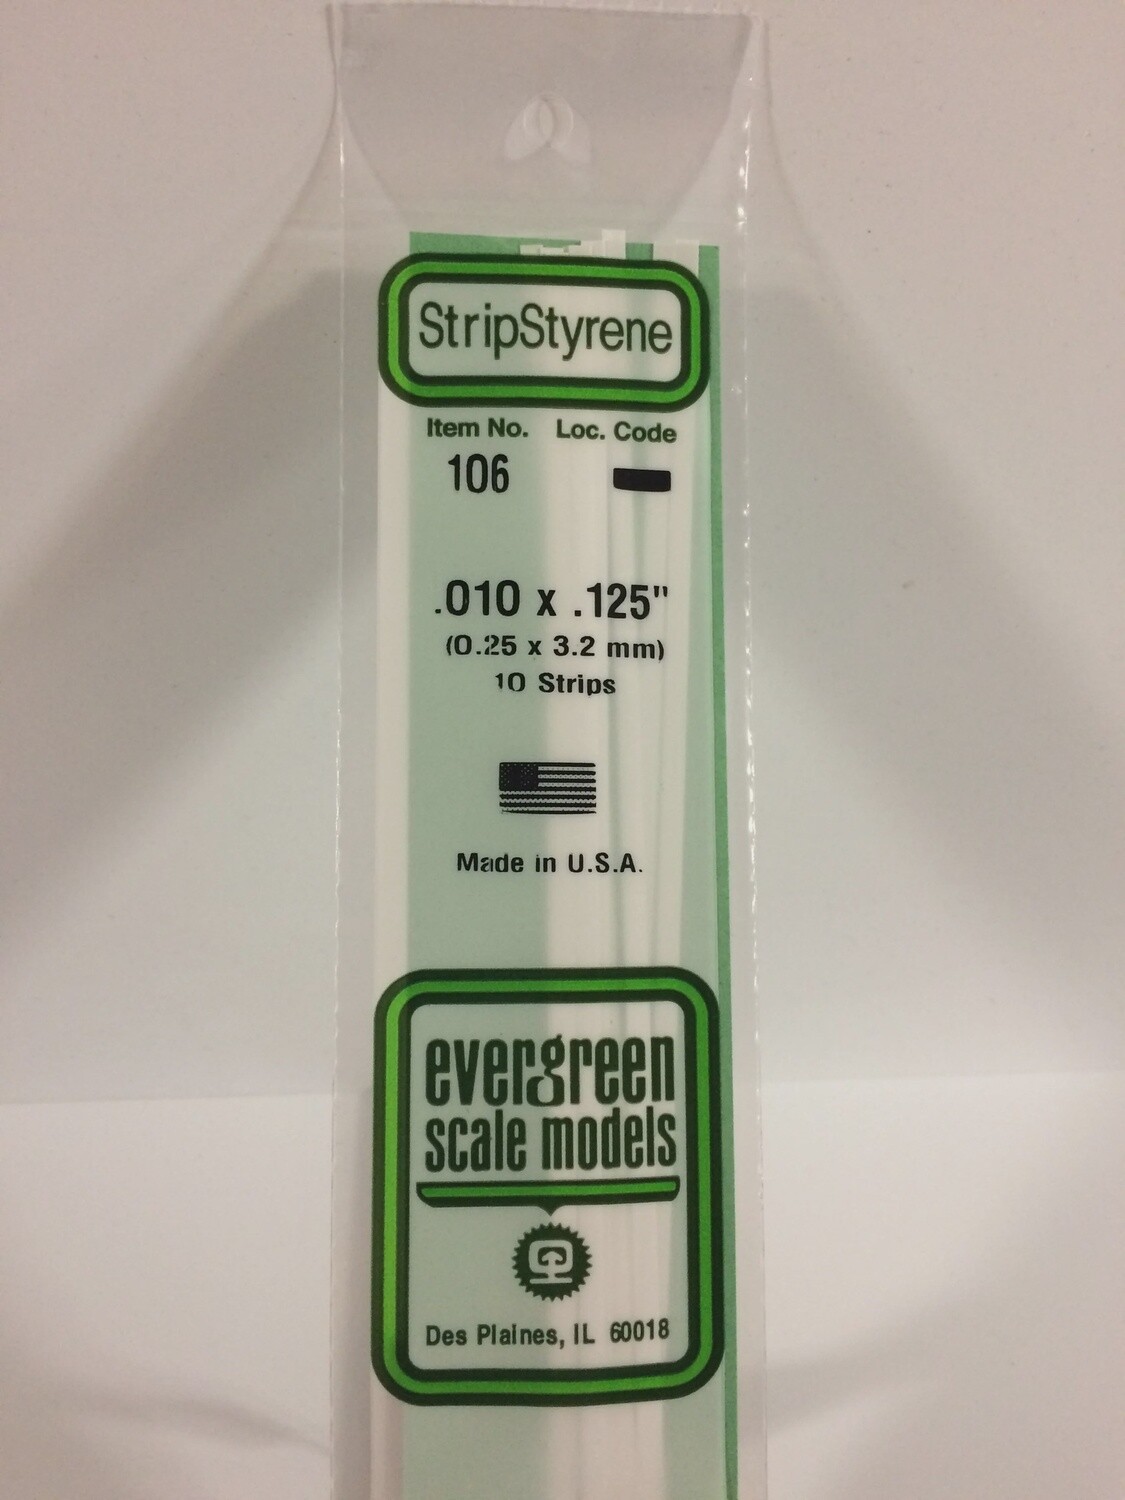 StripStyrene
Item No. Loc. Code
106
.010 x .125"
(0.25 x 3.2 mm)
10 Strips
Made in U.S.A.
evergreen
scale models
Des Plaines, IL 60018